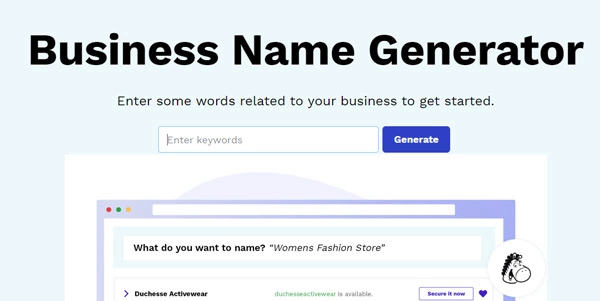 Business Name Generator
Enter some words related to your business to get started.
Enter keywords
Generate
What do you want to name? “Womens Fashion Store”
Duchesse Activewear
duchesseactivewear is available.
Secure it now